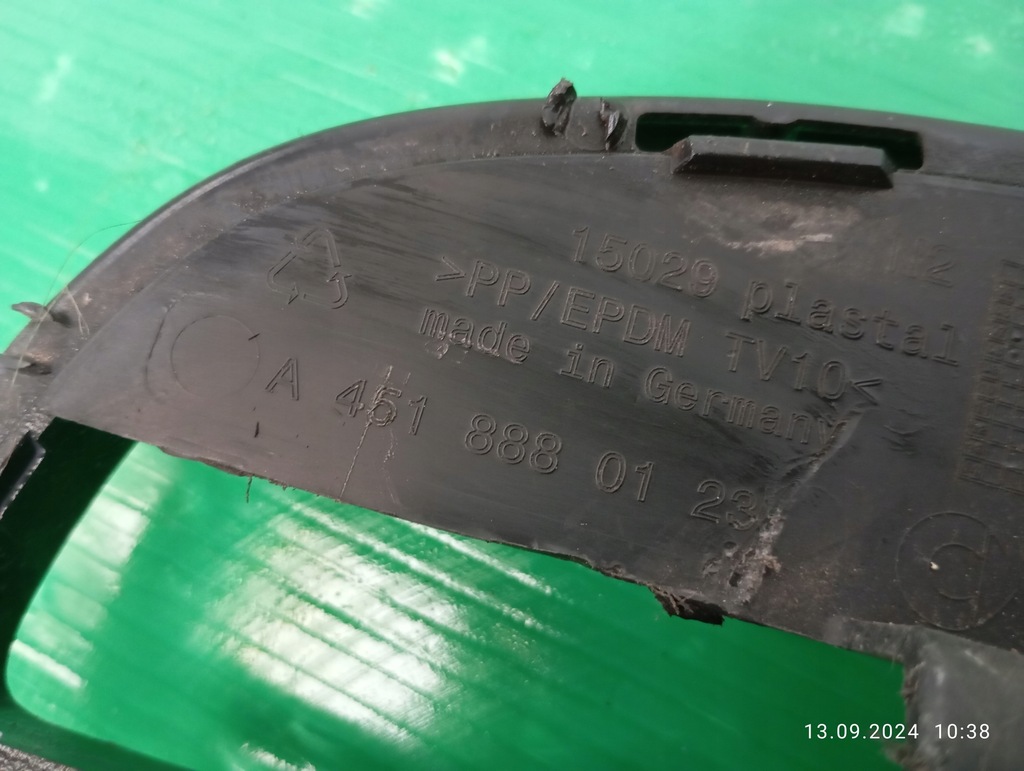 15029 plastal
>PP/EPDM TV10<
made in Germany
A 451 888 01 23
13.09.2024 10:38